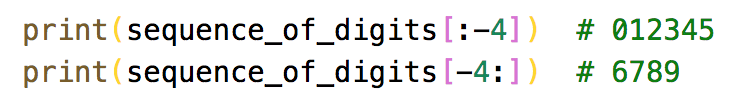 print(sequence_of_digits[:-4])  # 012345
print(sequence_of_digits[-4:])  # 6789